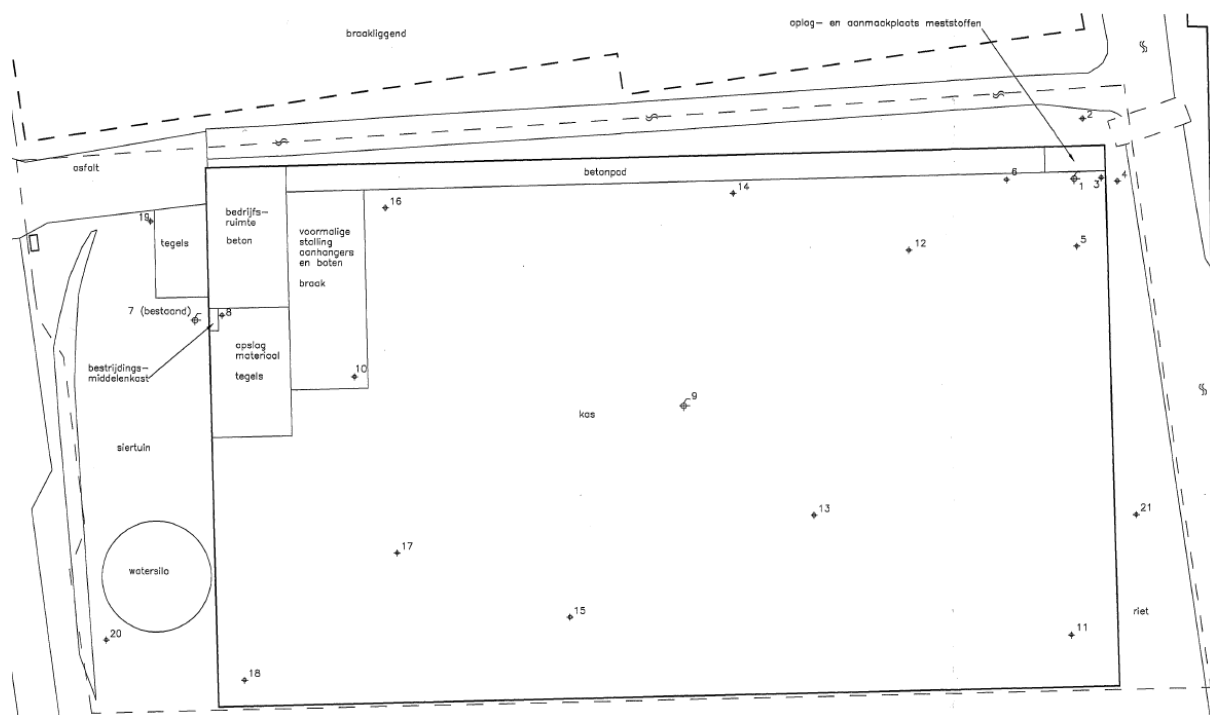 braakliggend
oplag- en aanmaakplaats meststoffen
asfalt
betonpad
2
6
1
3
4
14
16
19
tegels
bedrijfs-
ruimte
beton
voormalige
stalling
aanhangers
en boten
braak
12
5
7 (bestaand)
8
bestrijdings-
middelenkast
opslag
materiaal
tegels
10
9
kas
siertuin
13
21
17
watersilo
15
riet
11
20
18